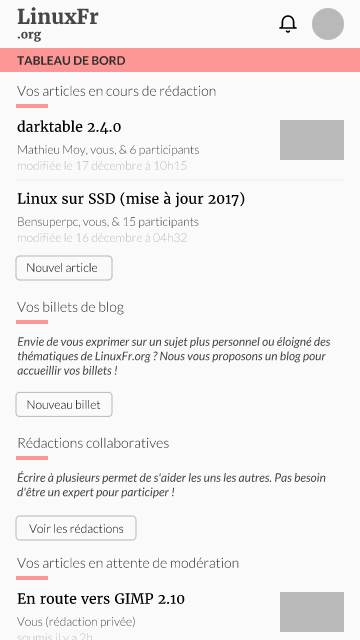 LinuxFr
.org
TABLEAU DE BORD
Vos articles en cours de rédaction
darktable 2.4.0
Mathieu Moy, vous, & 6 participants
modifiée le 17 décembre à 10h15
Linux sur SSD (mise à jour 2017)
Bensuperpc, vous, & 15 participants
modifiée le 16 décembre à 04h32
Nouvel article
Vos billets de blog
Envie de vous exprimer sur un sujet plus personnel ou éloigné des
thématiques de LinuxFr.org ? Nous vous proposons un blog pour
accueillir vos billets !
Nouveau billet
Rédactions collaboratives
Écrire à plusieurs permet de s'aider les uns les autres. Pas besoin
d'être un expert pour participer !
Voir les rédactions
Vos articles en attente de modération
En route vers GIMP 2.10
Vous (rédaction privée)
soumis il y a 2h